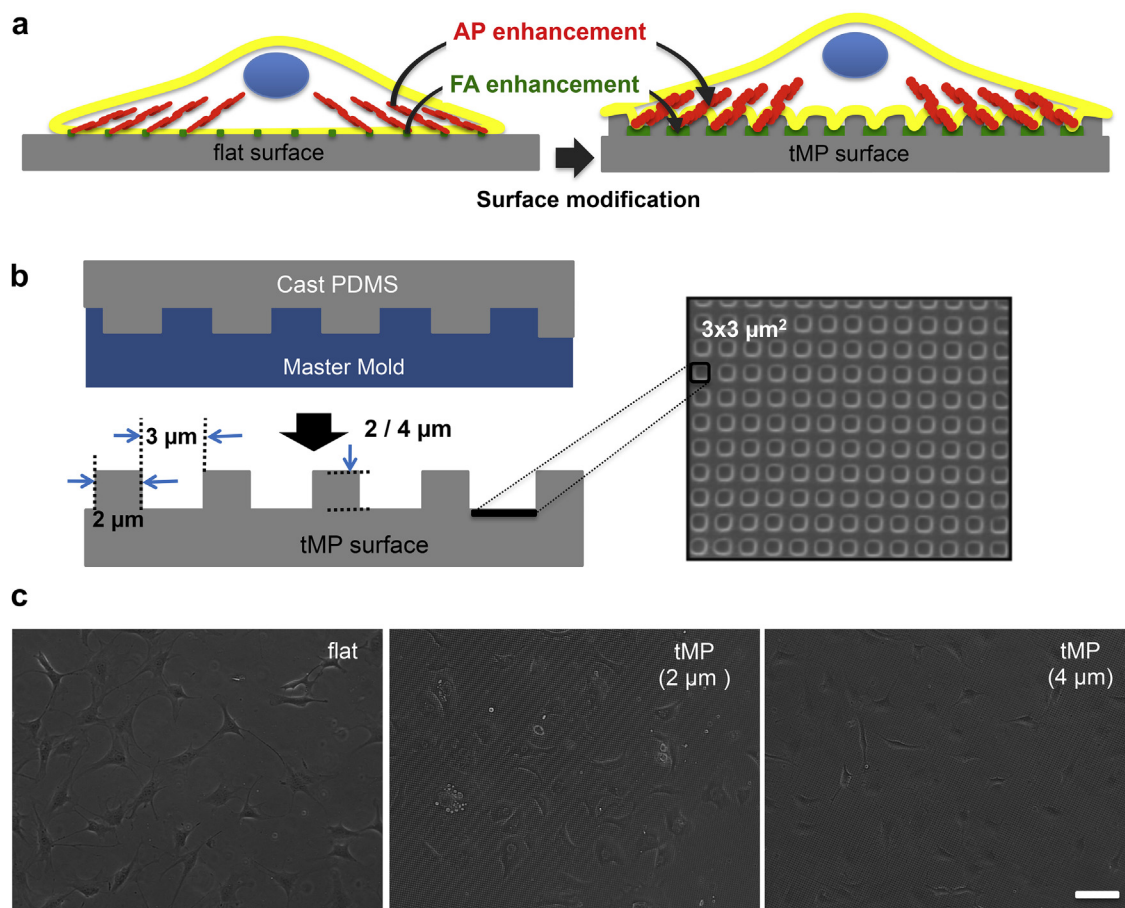 a
AP enhancement
FA enhancement
flat surface
tMP surface
Surface modification
b
Cast PDMS
Master Mold
3x3 µm²
3 µm
2 / 4 µm
2 µm
tMP surface
c
flat
tMP
(2 µm )
tMP
(4 µm)